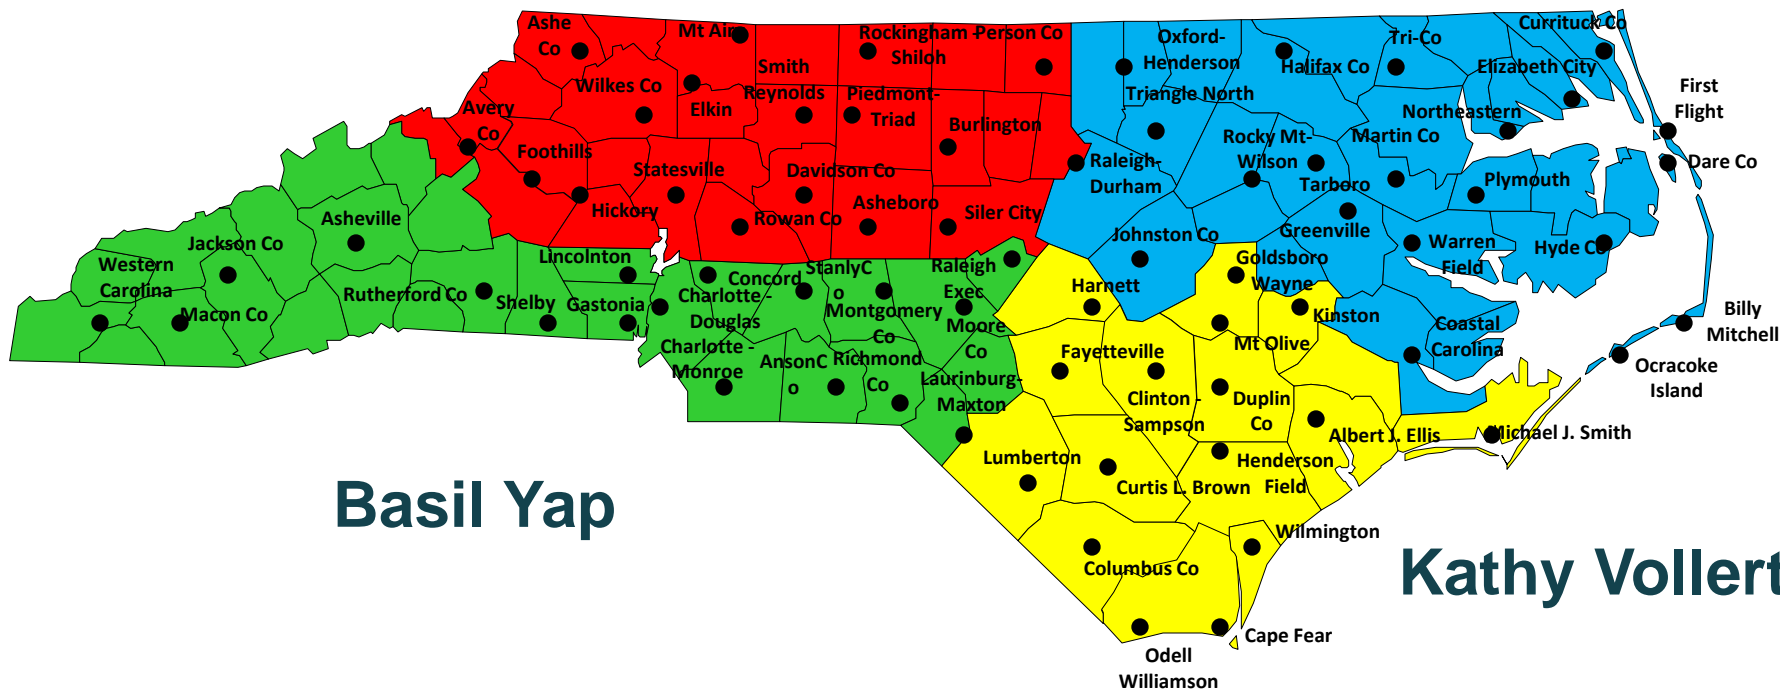 Ashe
Co
Mt Air
Rockingham -
Shiloh
Person Co
Oxford-
Henderson
Halifax Co
Tri-Co
Currituck Co
Elizabeth City
First
Flight
Wilkes Co
Elkin
Smith
Reynolds
Piedmont-
Triad
Burlington
Triangle North
Northeastern
Avery
Co
Foothills
Hickory
Statesville
Davidson Co
Rowan Co
Asheboro
Siler City
Raleigh-
Durham
Rocky Mt-
Wilson
Tarboro
Martin Co
Plymouth
Dare Co
Asheville
Jackson Co
Western
Carolina
Macon Co
Rutherford Co
Shelby
Lincolnton
Gastonia
Concord
Charlotte -
Douglas
Charlotte -
Monroe
StanlyC
o
Montgomery
Co
AnsonC
o
Richmond
Co
Raleigh
Exec
Moore
Co
Laurinburg-
Maxton
Johnston Co
Greenville
Warren
Field
Hyde Co
Harnett
Goldsboro
Wayne
Kinston
Mt Olive
Coastal
Carolina
Billy
Mitchell
Ocracoke
Island
Fayetteville
Clinton -
Sampson
Duplin
Co
Albert J. Ellis
Michael J. Smith
Lumberton
Curtis L. Brown
Henderson
Field
Wilmington
Columbus Co
Cape Fear
Odell
Williamson
Basil Yap
Kathy Vollert